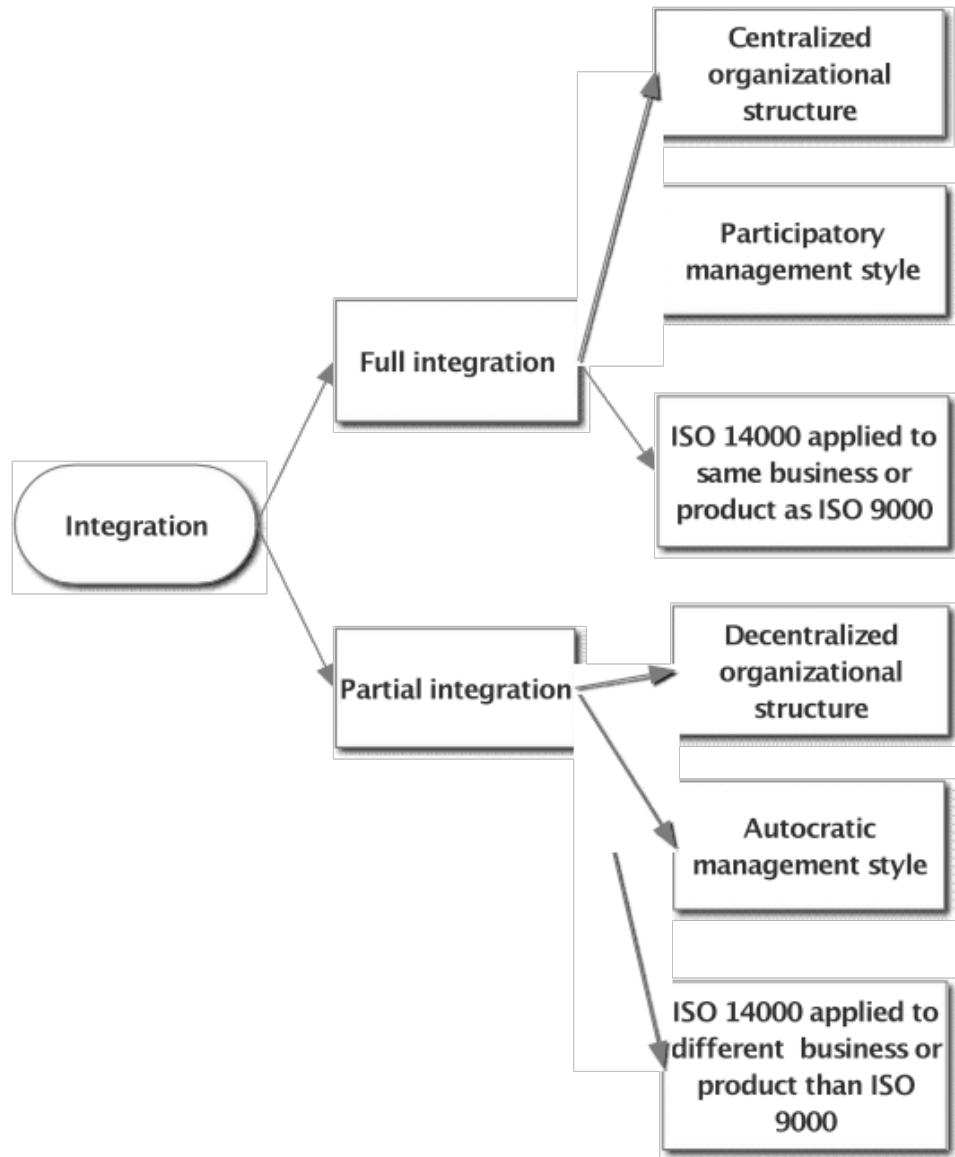 Centralized
organizational
structure
Participatory
management style
Full integration
ISO 14000 applied to
same business or
product as ISO 9000
Integration
Decentralized
organizational
structure
Partial integration
Autocratic
management style
ISO 14000 applied to
different business or
product than ISO
9000